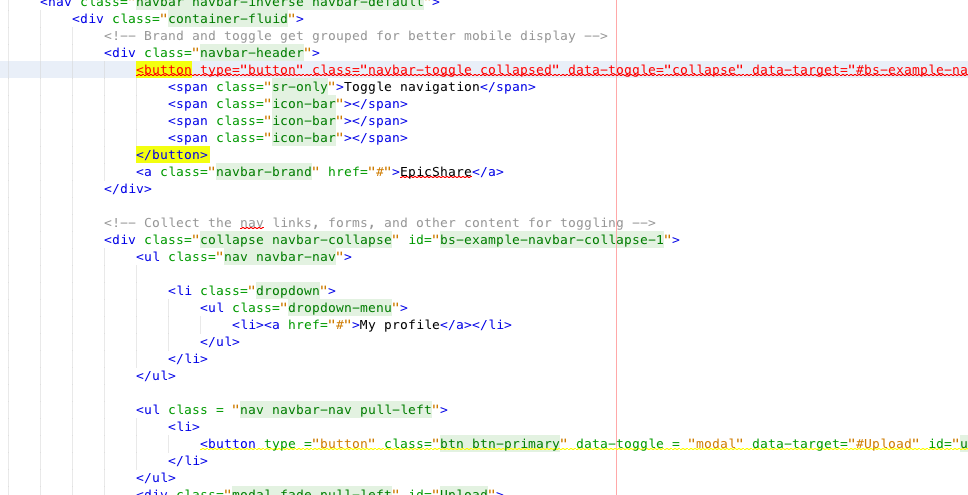 <nav class="navbar navbar-inverse navbar-default">
<div class="container-fluid">
<!-- Brand and toggle get grouped for better mobile display -->
<div class="navbar-header">
<button type="button" class="navbar-toggle collapsed" data-toggle="collapse" data-target="#bs-example-na
<span class="sr-only">Toggle navigation</span>
<span class="icon-bar"></span>
<span class="icon-bar"></span>
<span class="icon-bar"></span>
</button>
<a class="navbar-brand" href="#">EpicShare</a>
</div>
<!-- Collect the nav links, forms, and other content for toggling -->
<div class="collapse navbar-collapse" id="bs-example-navbar-collapse-1">
<ul class="nav navbar-nav">
<li class="dropdown">
<ul class="dropdown-menu">
<li><a href="#">My profile</a></li>
</ul>
</li>
</ul>
<ul class = "nav navbar-nav pull-left">
<li>
<button type ="button" class="btn btn-primary" data-toggle = "modal" data-target="#Upload" id="u
</li>
</ul>
<div class="modal fade pull-left" id="Upload">